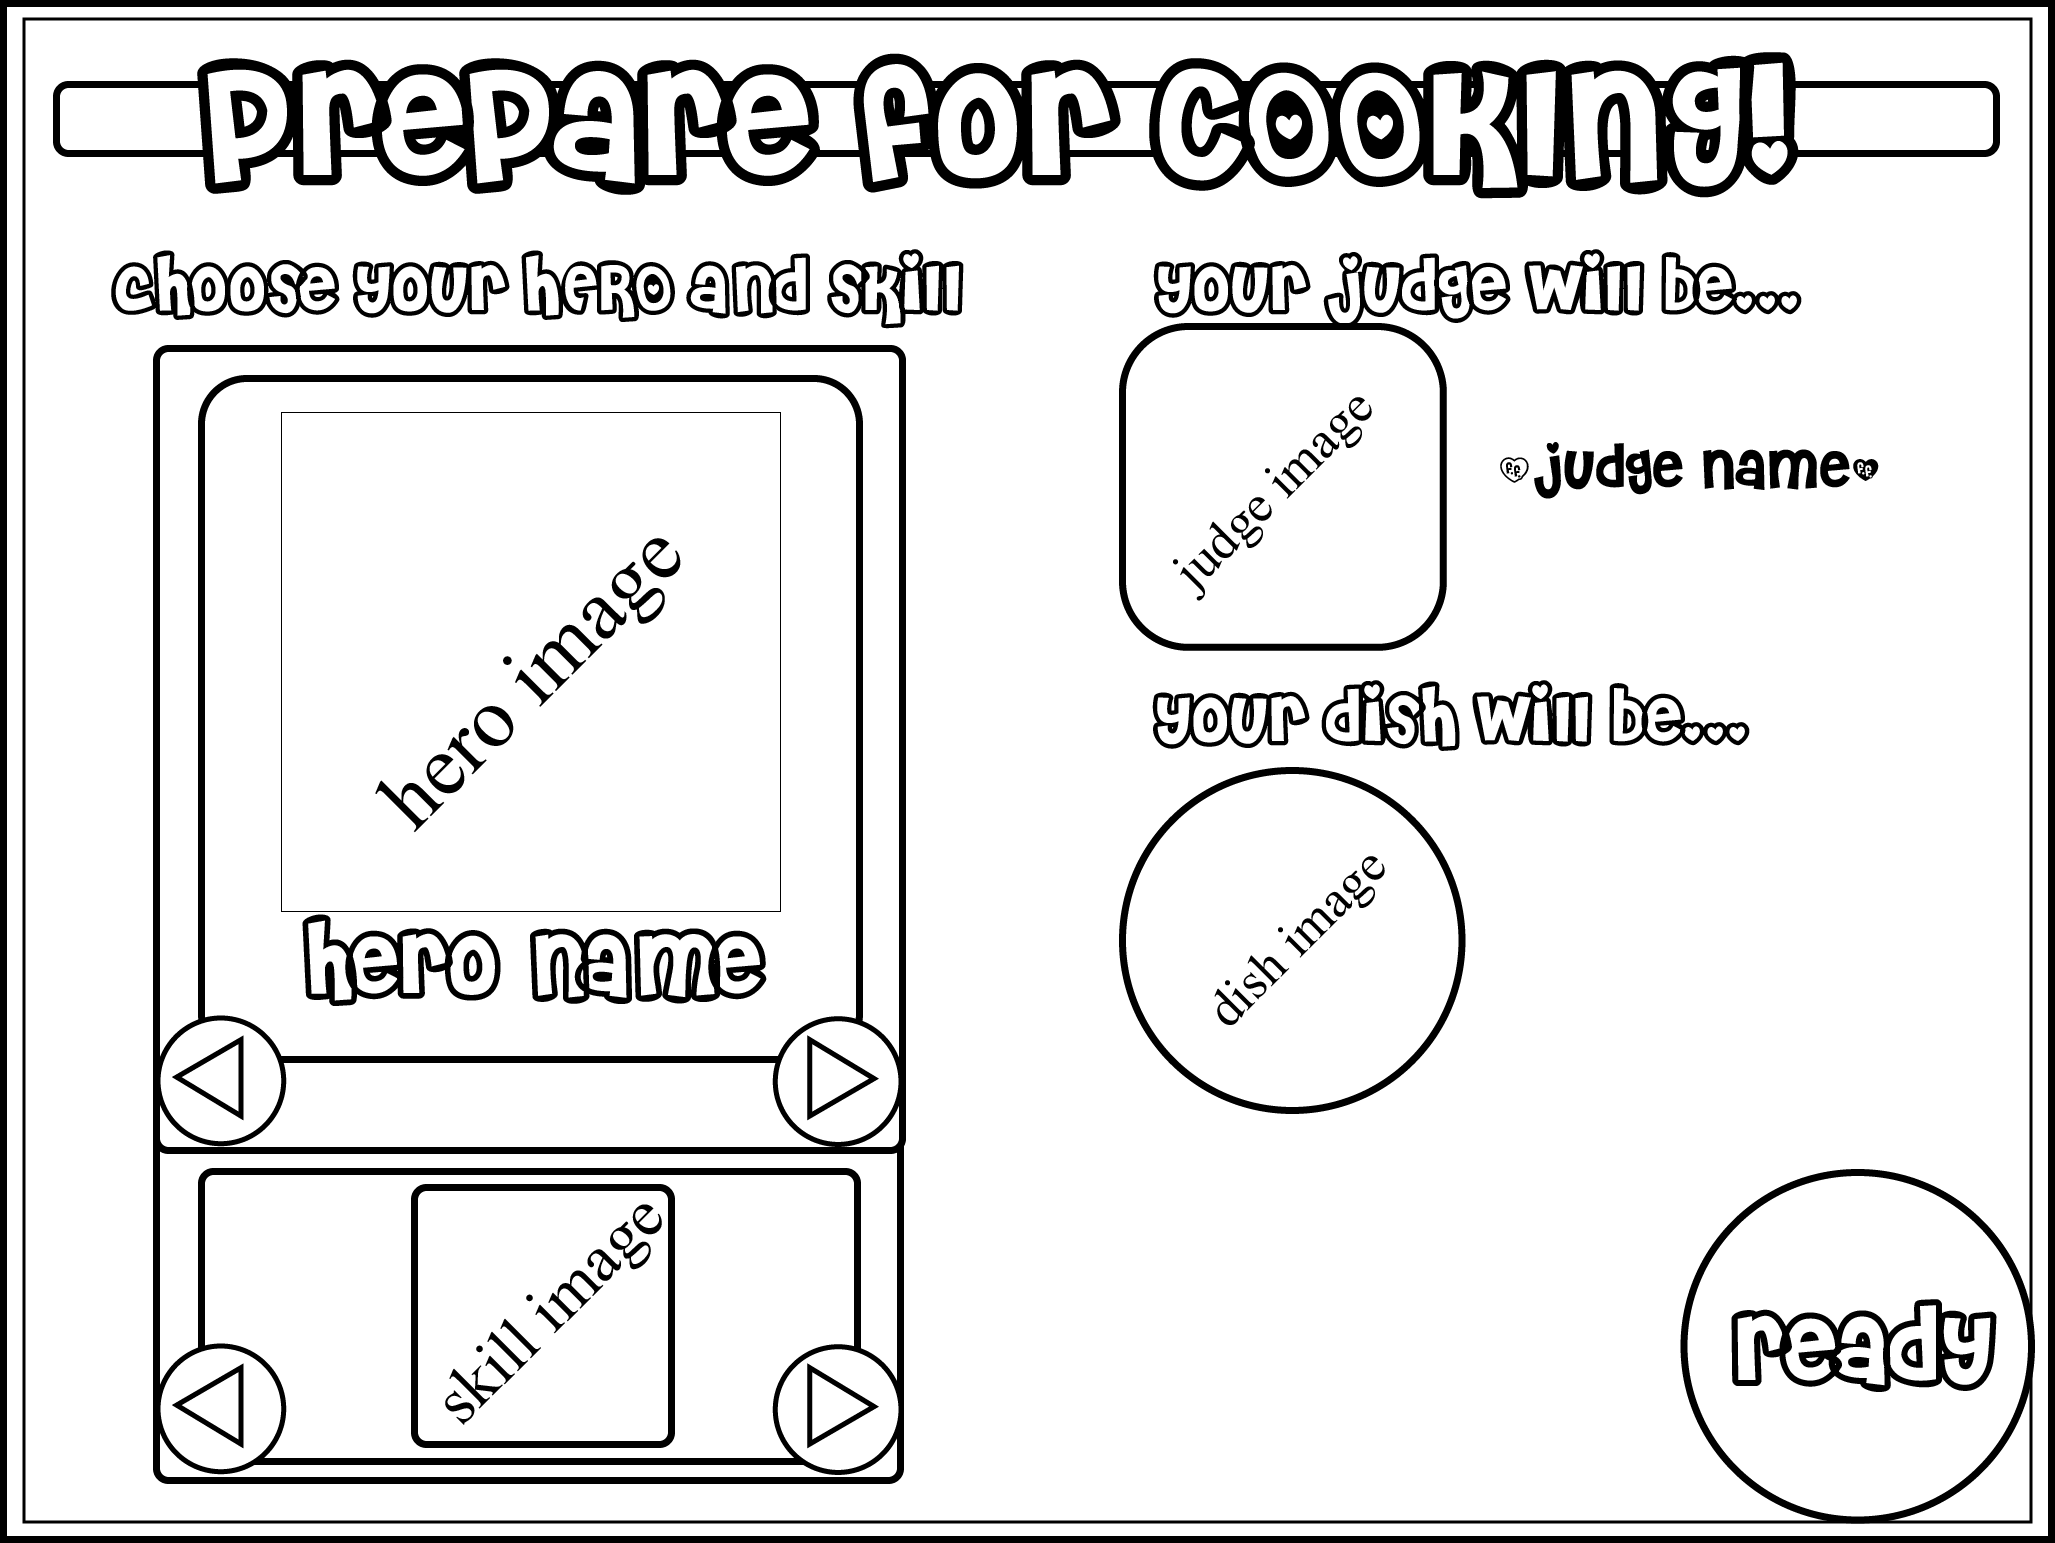 Prepare for Cooking!
choose your hero and skill
hero image
hero name
skill image
your judge will be...
judge image
judge name
your dish will be...
dish image
ready